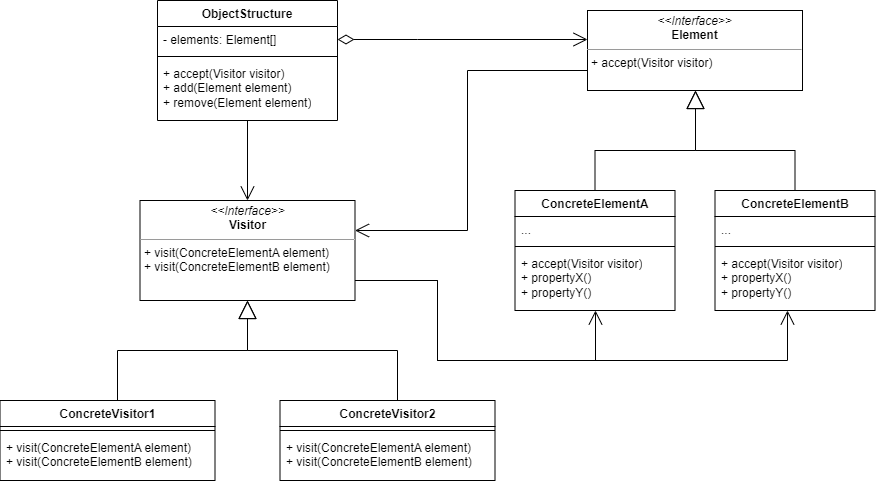 ObjectStructure
- elements: Element[]
+ accept(Visitor visitor)
+ add(Element element)
+ remove(Element element)
<<Interface>>
Element
+ accept(Visitor visitor)
<<Interface>>
Visitor
+ visit(ConcreteElementA element)
+ visit(ConcreteElementB element)
ConcreteElementA
...
+ accept(Visitor visitor)
+ propertyX()
+ propertyY()
ConcreteElementB
...
+ accept(Visitor visitor)
+ propertyX()
+ propertyY()
ConcreteVisitor1
+ visit(ConcreteElementA element)
+ visit(ConcreteElementB element)
ConcreteVisitor2
+ visit(ConcreteElementA element)
+ visit(ConcreteElementB element)